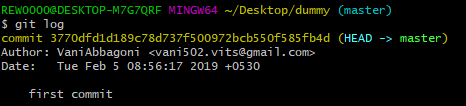 REWOOOO@DESKTOP-M7G7QRF MINGW64 ~/Desktop/dummy (master)
$ git log
commit 3770dfd1d189c78d737f500972bcb550f585fb4d (HEAD -> master)
Author: VaniAbbagoni <vani502.vits@gmail.com>
Date:   Tue Feb 5 08:56:17 2019 +0530
    first commit